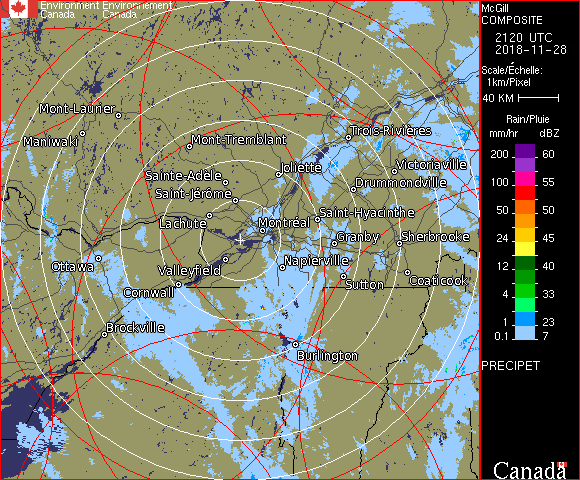 Environment Environnement
Canada Canada
McGill
COMPOSITE
2120 UTC
2018-11-28
Scale/Échelle:
1km/Pixel
40 KM
Rain/Pluie
mm/hr dBZ
200 60
100 55
50 50
24 45
12 40
4 33
1 23
0.1 7
PRECIPET
Canada
Mont-Laurier
Maniwaki
Mont-Tremblant
Trois-Rivières
Sainte-Adèle
Joliette
Victoriaville
Saint-Jérôme
Drummondville
Lachute
Montréal
Saint-Hyacinthe
Granby
Sherbrooke
Ottawa
Valleyfield
Napierville
Cornwall
Sutton
Coaticook
Brockville
Burlington